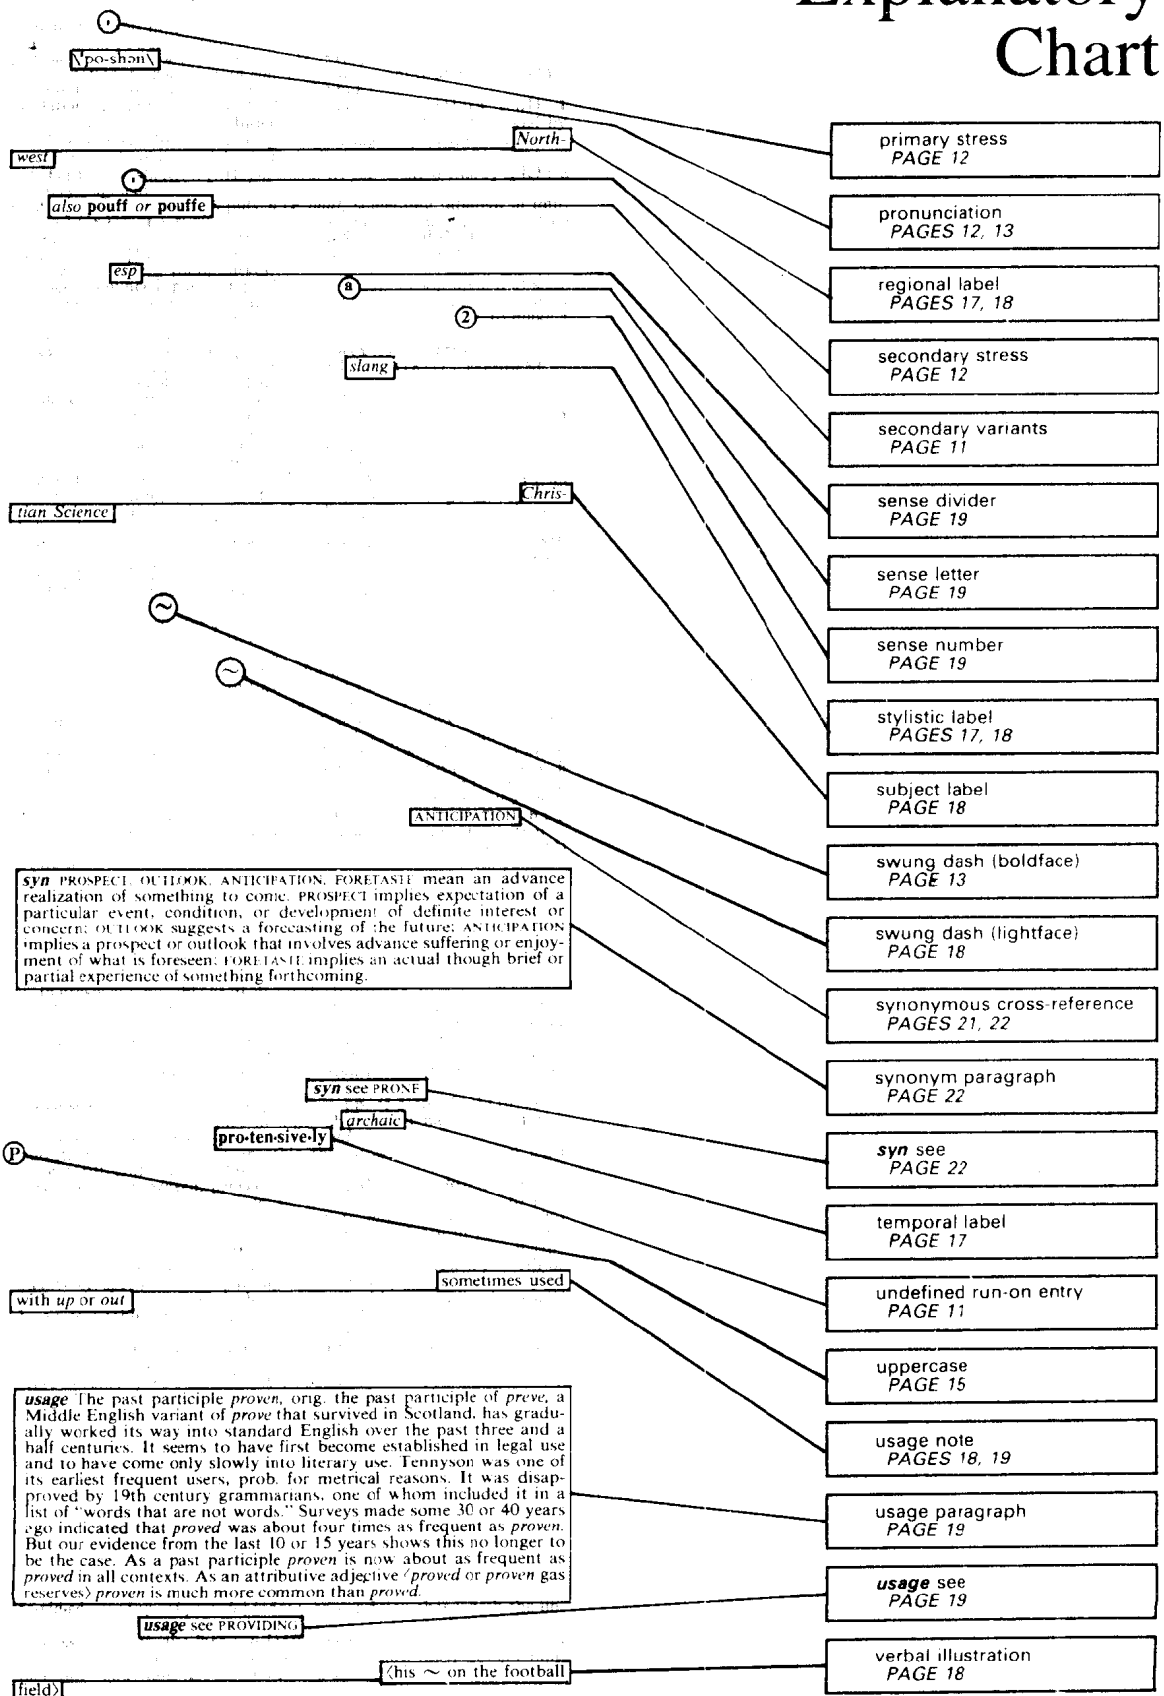 Explanatory
Chart
ˈ
\ˈpō-shən\
primary stress
PAGE 12
North-
west
pronunciation
PAGES 12, 13
ˌ
also pouff or pouffe
regional label
PAGES 17, 18
esp
a
2
secondary stress
PAGE 12
slang
secondary variants
PAGE 11
Chris-
tian Science
sense divider
PAGE 19
sense letter
PAGE 19
~
sense number
PAGE 19
~
stylistic label
PAGES 17, 18
subject label
PAGE 18
ANTICIPATION
swung dash (boldface)
PAGE 13
syn PROSPECT, OUTLOOK, ANTICIPATION, FORETASTE mean an advance
realization of something to come. PROSPECT implies expectation of a
particular event, condition, or development of definite interest or
concern; OUTLOOK suggests a forecasting of the future; ANTICIPATION
implies a prospect or outlook that involves advance suffering or enjoy-
ment of what is foreseen; FORETASTE implies an actual though brief or
partial experience of something forthcoming.
swung dash (lightface)
PAGE 18
synonymous cross-reference
PAGES 21, 22
synonym paragraph
PAGE 22
syn see PRONE
archaic
pro·ten·sive·ly
P
syn see
PAGE 22
temporal label
PAGE 17
sometimes used
with up or out
undefined run-on entry
PAGE 11
uppercase
PAGE 15
usage The past participle proven, orig. the past participle of preve, a
Middle English variant of prove that survived in Scotland, has gradu-
ally worked its way into standard English over the past three and a
half centuries. It seems to have first become established in legal use
and to have come only slowly into literary use. Tennyson was one of
its earliest frequent users, prob. for metrical reasons. It was disap-
proved by 19th century grammarians, one of whom included it in a
list of "words that are not words." Surveys made some 30 or 40 years
ago indicated that proved was about four times as frequent as proven.
But our evidence from the last 10 or 15 years shows this no longer to
be the case. As a past participle proven is now about as frequent as
proved in all contexts. As an attributive adjective ⟨proved or proven gas
reserves⟩ proven is much more common than proved.
usage note
PAGES 18, 19
usage paragraph
PAGE 19
usage see
PAGE 19
usage see PROVIDING
⟨his ~ on the football
field⟩
verbal illustration
PAGE 18